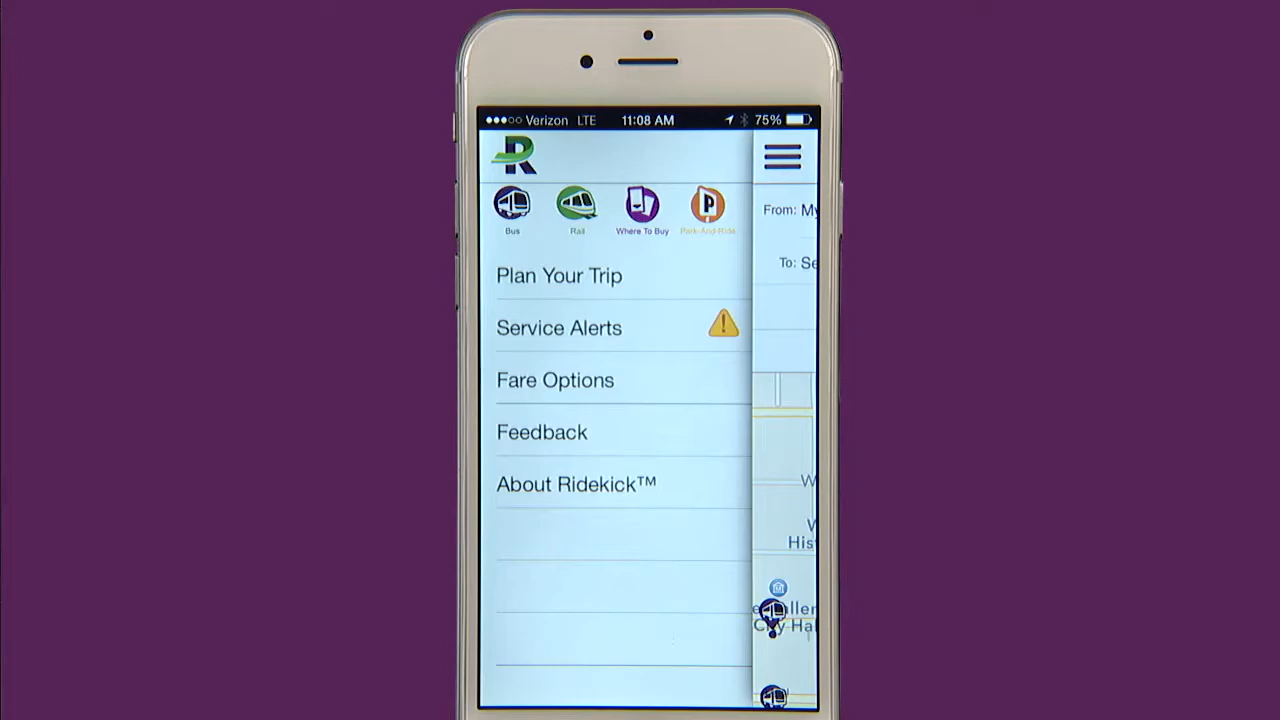 Verizon LTE 11:08 AM 75%
R
Bus Rail Where To Buy Park-And-Ride
From: My
To: Se
Plan Your Trip
Service Alerts
Fare Options
Feedback
About Ridekick™
W
W
His
City Hal